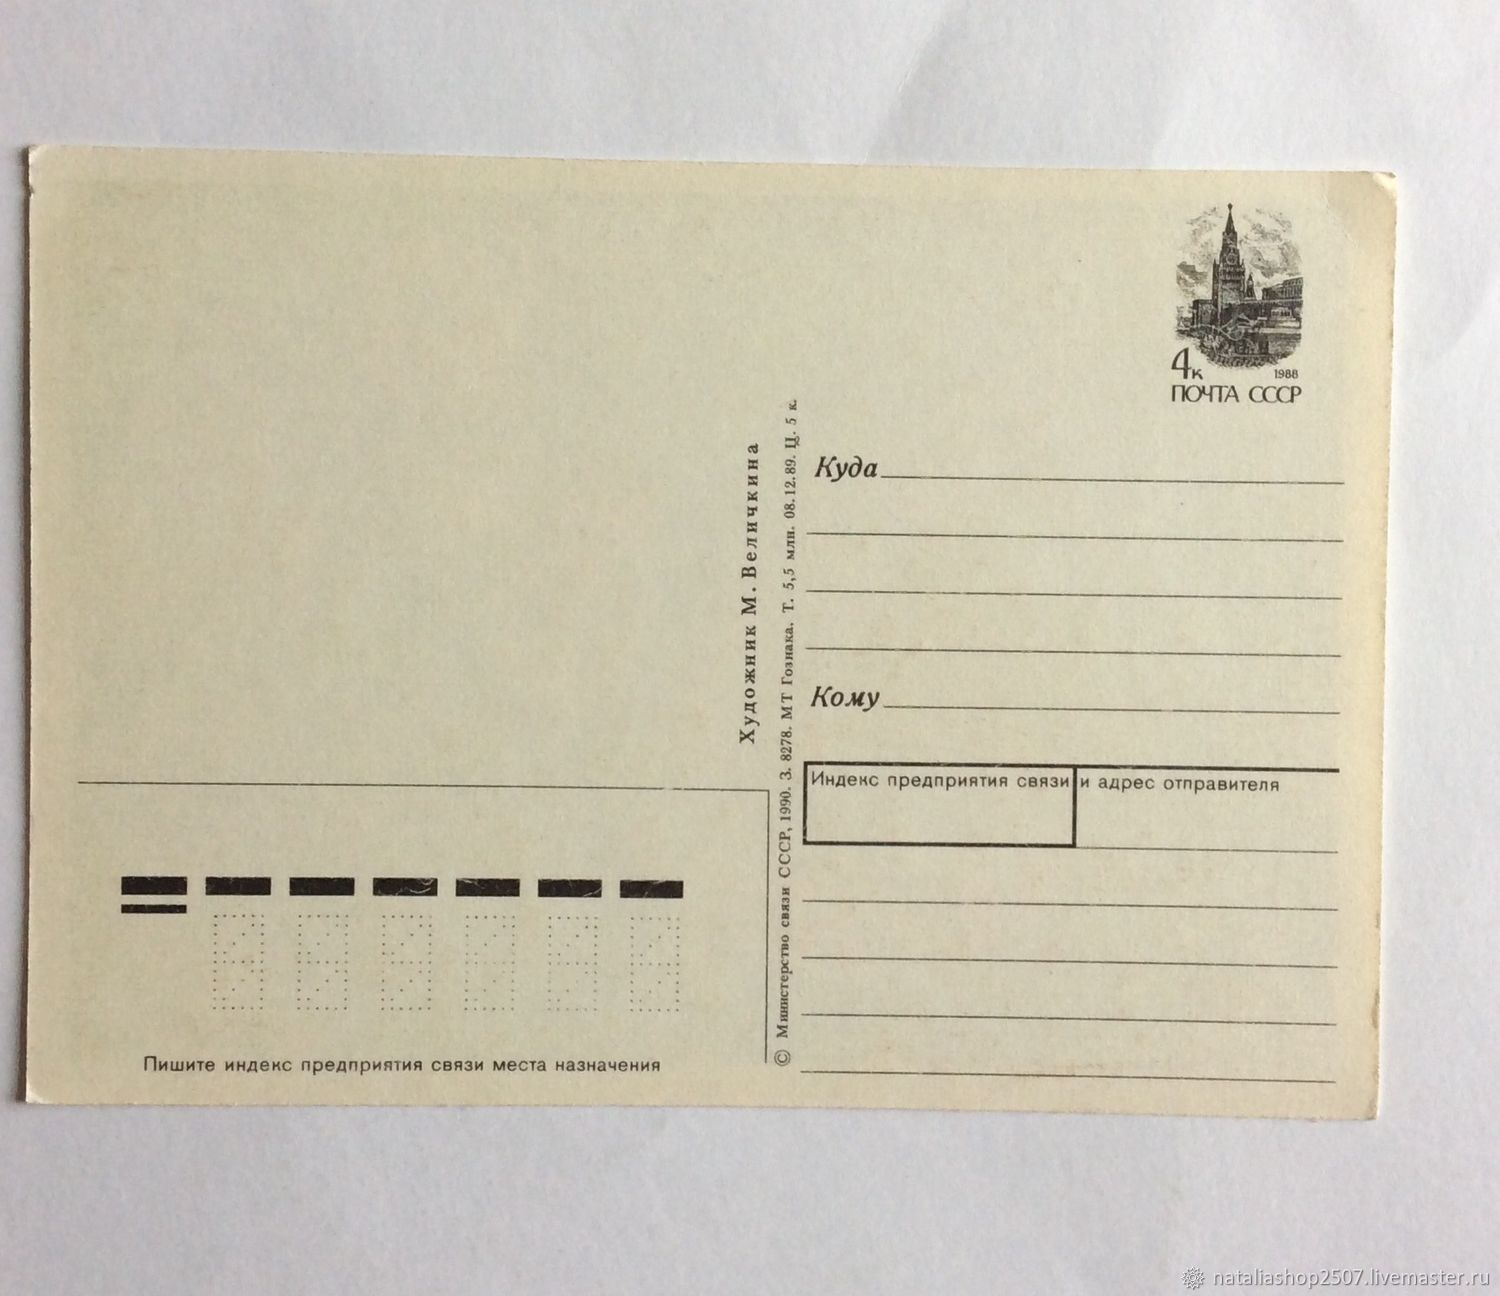 4к
1988
ПОЧТА СССР
Куда
Кому
Индекс предприятия связи и адрес отправителя
Художник М. Величкина
© Министерство связи СССР, 1990. З. 8278. МТ Гознака. Т. 5,5 млн. 08.12.89. Ц. 5 к.
Пишите индекс предприятия связи места назначения
nataliashop2507.livemaster.ru